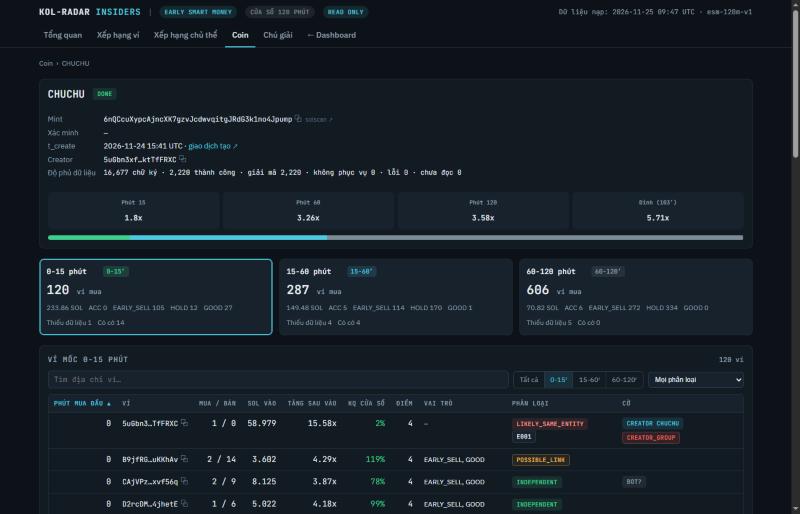 KOL-RADAR INSIDERS | EARLY SMART MONEY CỬA SỔ 120 PHÚT READ ONLY Dữ liệu nạp: 2026-11-25 09:47 UTC · esm-120m-v1
Tổng quan Xếp hạng ví Xếp hạng chủ thể Coin Chú giải ← Dashboard
Coin › CHUCHU
CHUCHU DONE
Mint 6nQCcuXypcAjncXK7gzvJcdwvqitgJRdG3k1no4Jpump solscan ↗
Xác minh –
t_create 2026-11-24 15:41 UTC · giao dịch tạo ↗
Creator 5uGbn3xf…ktTfFRXC
Độ phủ dữ liệu 16,677 chữ ký · 2,220 thành công · giải mã 2,220 · không phục vụ 0 · lỗi 0 · chưa đọc 0
Phút 15 Phút 60 Phút 120 Đỉnh (103')
1.8x 3.26x 3.58x 5.71x
0-15 phút 0-15' 15-60 phút 15-60' 60-120 phút 60-120'
120 ví mua 287 ví mua 606 ví mua
233.86 SOL ACC 0 EARLY_SELL 105 HOLD 12 GOOD 27 149.48 SOL ACC 5 EARLY_SELL 114 HOLD 170 GOOD 1 70.82 SOL ACC 6 EARLY_SELL 272 HOLD 334 GOOD 0
Thiếu dữ liệu 1 Có cờ 14 Thiếu dữ liệu 4 Có cờ 4 Thiếu dữ liệu 5 Có cờ 0
VÍ MỐC 0-15 PHÚT 120 ví
Tìm địa chỉ ví… Tất cả 0-15' 15-60' 60-120' Mọi phân loại
PHÚT MUA ĐẦU ▲ VÍ MUA / BÁN SOL VÀO TĂNG SAU VÀO KQ CỬA SỔ ĐIỂM VAI TRÒ PHÂN LOẠI CỜ
0 5uGbn3…TfFRXC 1 / 0 58.979 15.58x 2% 4 – LIKELY_SAME_ENTITY CREATOR CHUCHU
E001 CREATOR_GROUP
0 B9jfRG…uKKhAv 2 / 14 3.602 4.29x 119% 4 EARLY_SELL, GOOD POSSIBLE_LINK
0 CAjVPz…xvf56q 2 / 9 8.125 3.87x 78% 4 EARLY_SELL, GOOD INDEPENDENT BOT?
0 D2rcDM…4jhetE 1 / 6 5.022 4.18x 99% 4 EARLY_SELL, GOOD INDEPENDENT